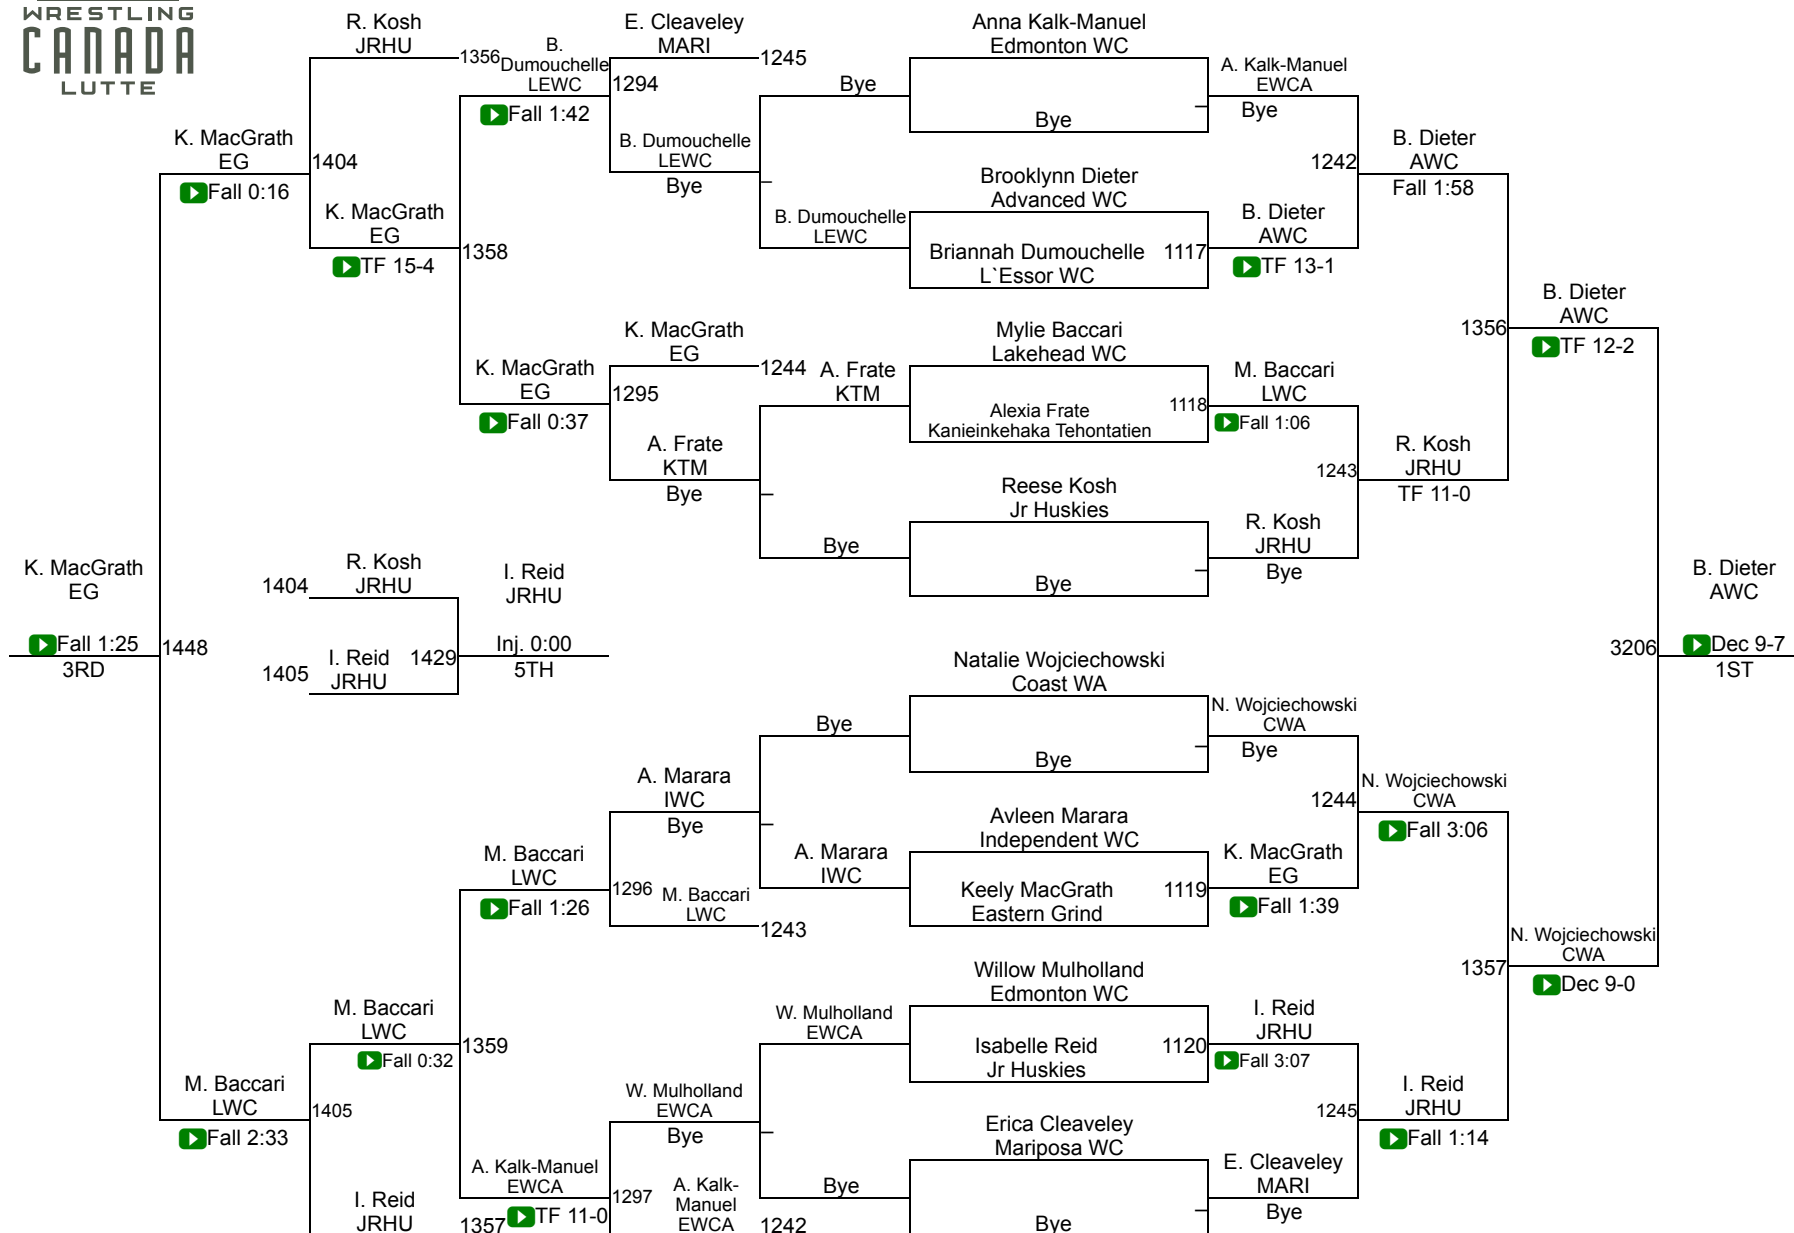 WRESTLING
CANADA
LUTTE
R. Kosh
JRHU
1356
B.
Dumouchelle
LEWC
Fall 1:42
E. Cleaveley
MARI
1245
1294
B. Dumouchelle
LEWC
Bye
Bye
Anna Kalk-Manuel
Edmonton WC
Bye
A. Kalk-Manuel
EWCA
Bye
K. MacGrath
EG
Fall 0:16
1404
K. MacGrath
EG
TF 15-4
1358
B. Dumouchelle
LEWC
Brooklynn Dieter
Advanced WC
Briannah Dumouchelle
L`Essor WC
1117
B. Dieter
AWC
TF 13-1
1242
B. Dieter
AWC
Fall 1:58
K. MacGrath
EG
Fall 0:37
K. MacGrath
EG
1244
1295
A. Frate
KTM
Bye
A. Frate
KTM
Mylie Baccari
Lakehead WC
Alexia Frate
Kanieinkehaka Tehontatien
1118
M. Baccari
LWC
Fall 1:06
1356
B. Dieter
AWC
TF 12-2
Bye
Reese Kosh
Jr Huskies
Bye
R. Kosh
JRHU
Bye
1243
R. Kosh
JRHU
TF 11-0
K. MacGrath
EG
Fall 1:25
3RD
1448
1404
R. Kosh
JRHU
1405
I. Reid
JRHU
1429
I. Reid
JRHU
Inj. 0:00
5TH
3206
B. Dieter
AWC
Dec 9-7
1ST
Bye
Natalie Wojciechowski
Coast WA
Bye
N. Wojciechowski
CWA
Bye
A. Marara
IWC
Bye
1244
N. Wojciechowski
CWA
Fall 3:06
M. Baccari
LWC
Fall 1:26
1296
M. Baccari
LWC
1243
A. Marara
IWC
Avleen Marara
Independent WC
Keely MacGrath
Eastern Grind
1119
K. MacGrath
EG
Fall 1:39
1357
N. Wojciechowski
CWA
Dec 9-0
M. Baccari
LWC
Fall 0:32
1359
W. Mulholland
EWCA
Willow Mulholland
Edmonton WC
Isabelle Reid
Jr Huskies
1120
I. Reid
JRHU
Fall 3:07
M. Baccari
LWC
Fall 2:33
1405
W. Mulholland
EWCA
Bye
1245
I. Reid
JRHU
Fall 1:14
I. Reid
JRHU
1357
A. Kalk-Manuel
EWCA
TF 11-0
1297
A. Kalk-
Manuel
EWCA
1242
Bye
Erica Cleaveley
Mariposa WC
Bye
E. Cleaveley
MARI
Bye